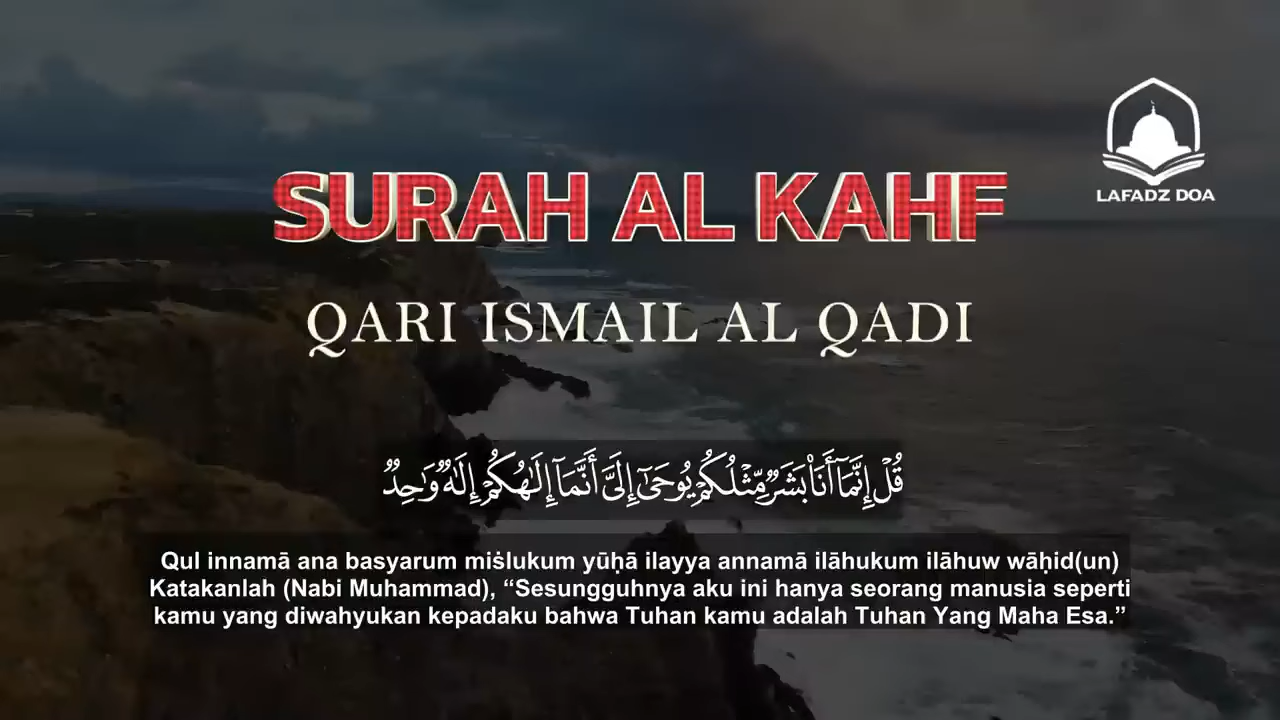 LAFADZ DOA
SURAH AL KAHF
QARI ISMAIL AL QADI
قُلْ إِنَّمَآ أَنَا۠ بَشَرٌ مِّثْلُكُمْ يُوحَىٰٓ إِلَىَّ أَنَّمَآ إِلَٰهُكُمْ إِلَٰهٌ وَٰحِدٌ
Qul innamā ana basyarum miṡlukum yūḥā ilayya annamā ilāhukum ilāhuw wāḥid(un)
Katakanlah (Nabi Muhammad), “Sesungguhnya aku ini hanya seorang manusia seperti
kamu yang diwahyukan kepadaku bahwa Tuhan kamu adalah Tuhan Yang Maha Esa.”